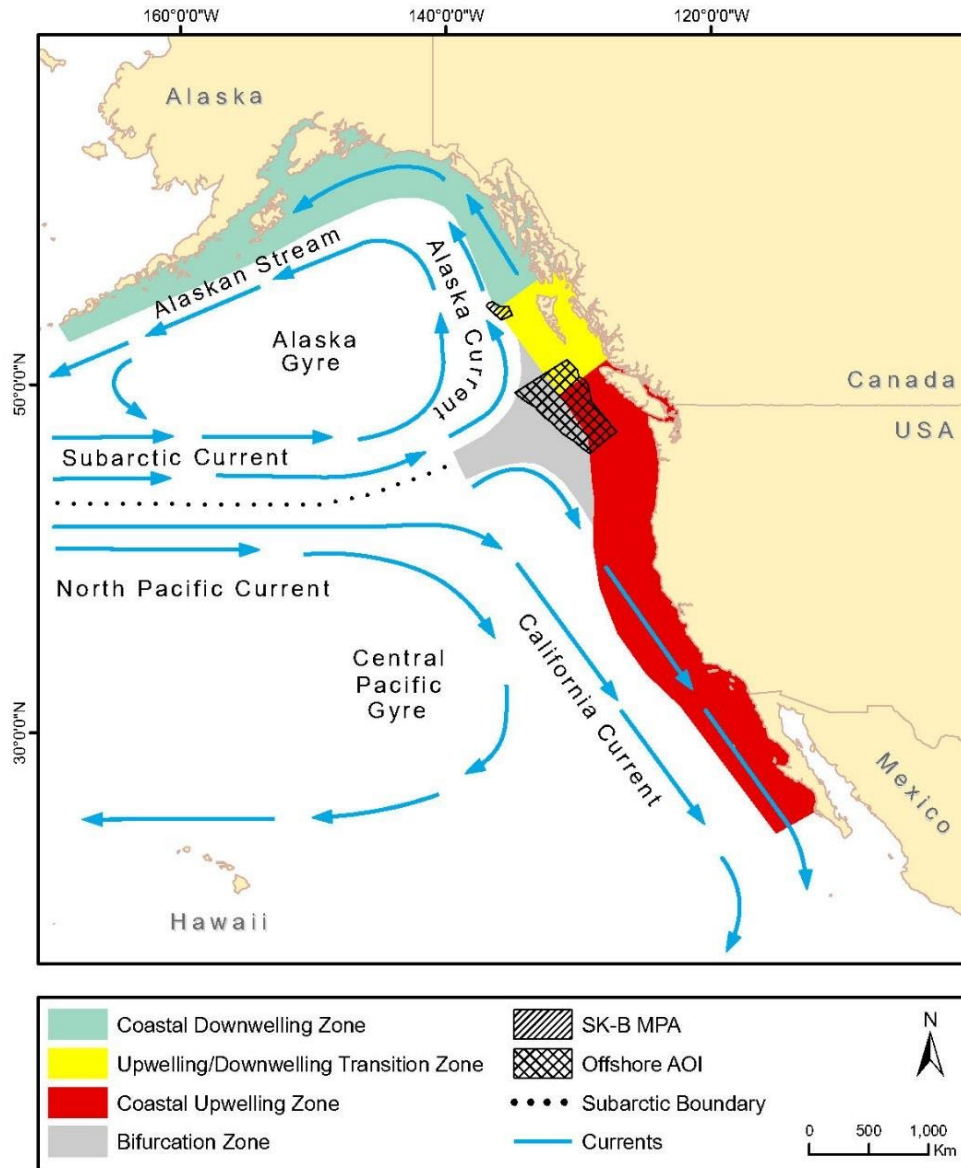 160°0'0"W
140°0'0"W
120°0'0"W
Alaska
Alaskan Stream
Alaska Current
Alaska
Gyre
50°0'0"N
Canada
USA
Subarctic Current
North Pacific Current
Central
Pacific
Gyre
California Current
30°0'0"N
Mexico
Hawaii
Coastal Downwelling Zone
Upwelling/Downwelling Transition Zone
Coastal Upwelling Zone
Bifurcation Zone
SK-B MPA
Offshore AOI
Subarctic Boundary
Currents
N
0 500 1,000
Km